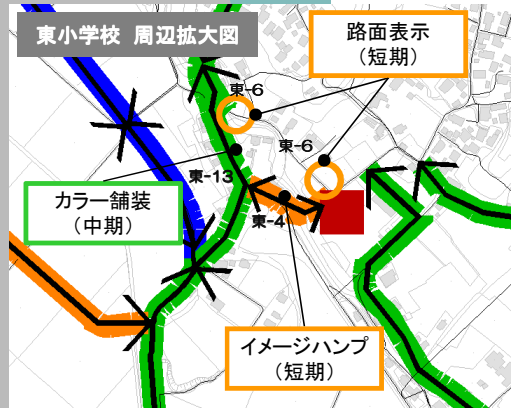 東小学校 周辺拡大図
路面表示
（短期）
東-6
東-6
東-13
カラー舗装
（中期）
東-4
イメージハンプ
（短期）